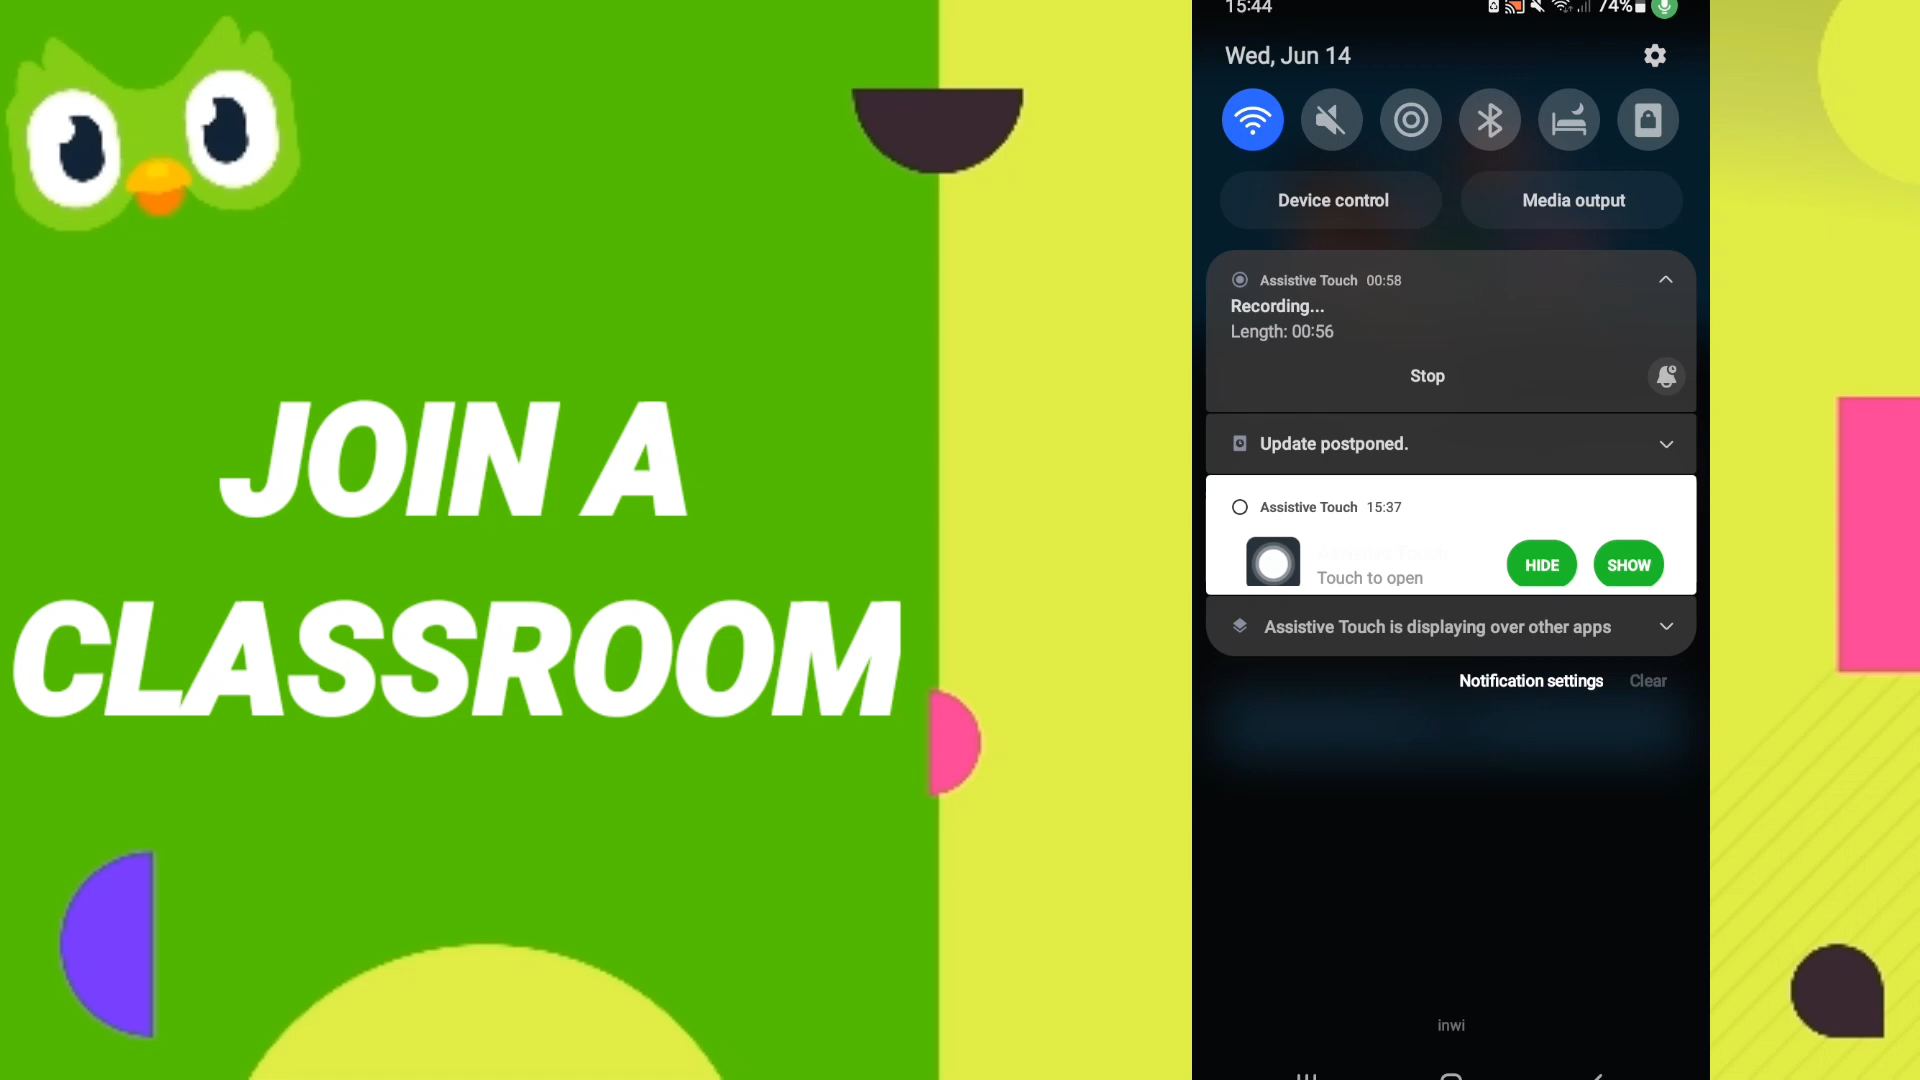 JOIN A
CLASSROOM
15:44
74%
Wed, Jun 14
Device control
Media output
Assistive Touch 00:58
Recording...
Length: 00:56
Stop
Update postponed.
Assistive Touch 15:37
Assistive Touch
Touch to open
HIDE
SHOW
Assistive Touch is displaying over other apps
Notification settings
Clear
inwi